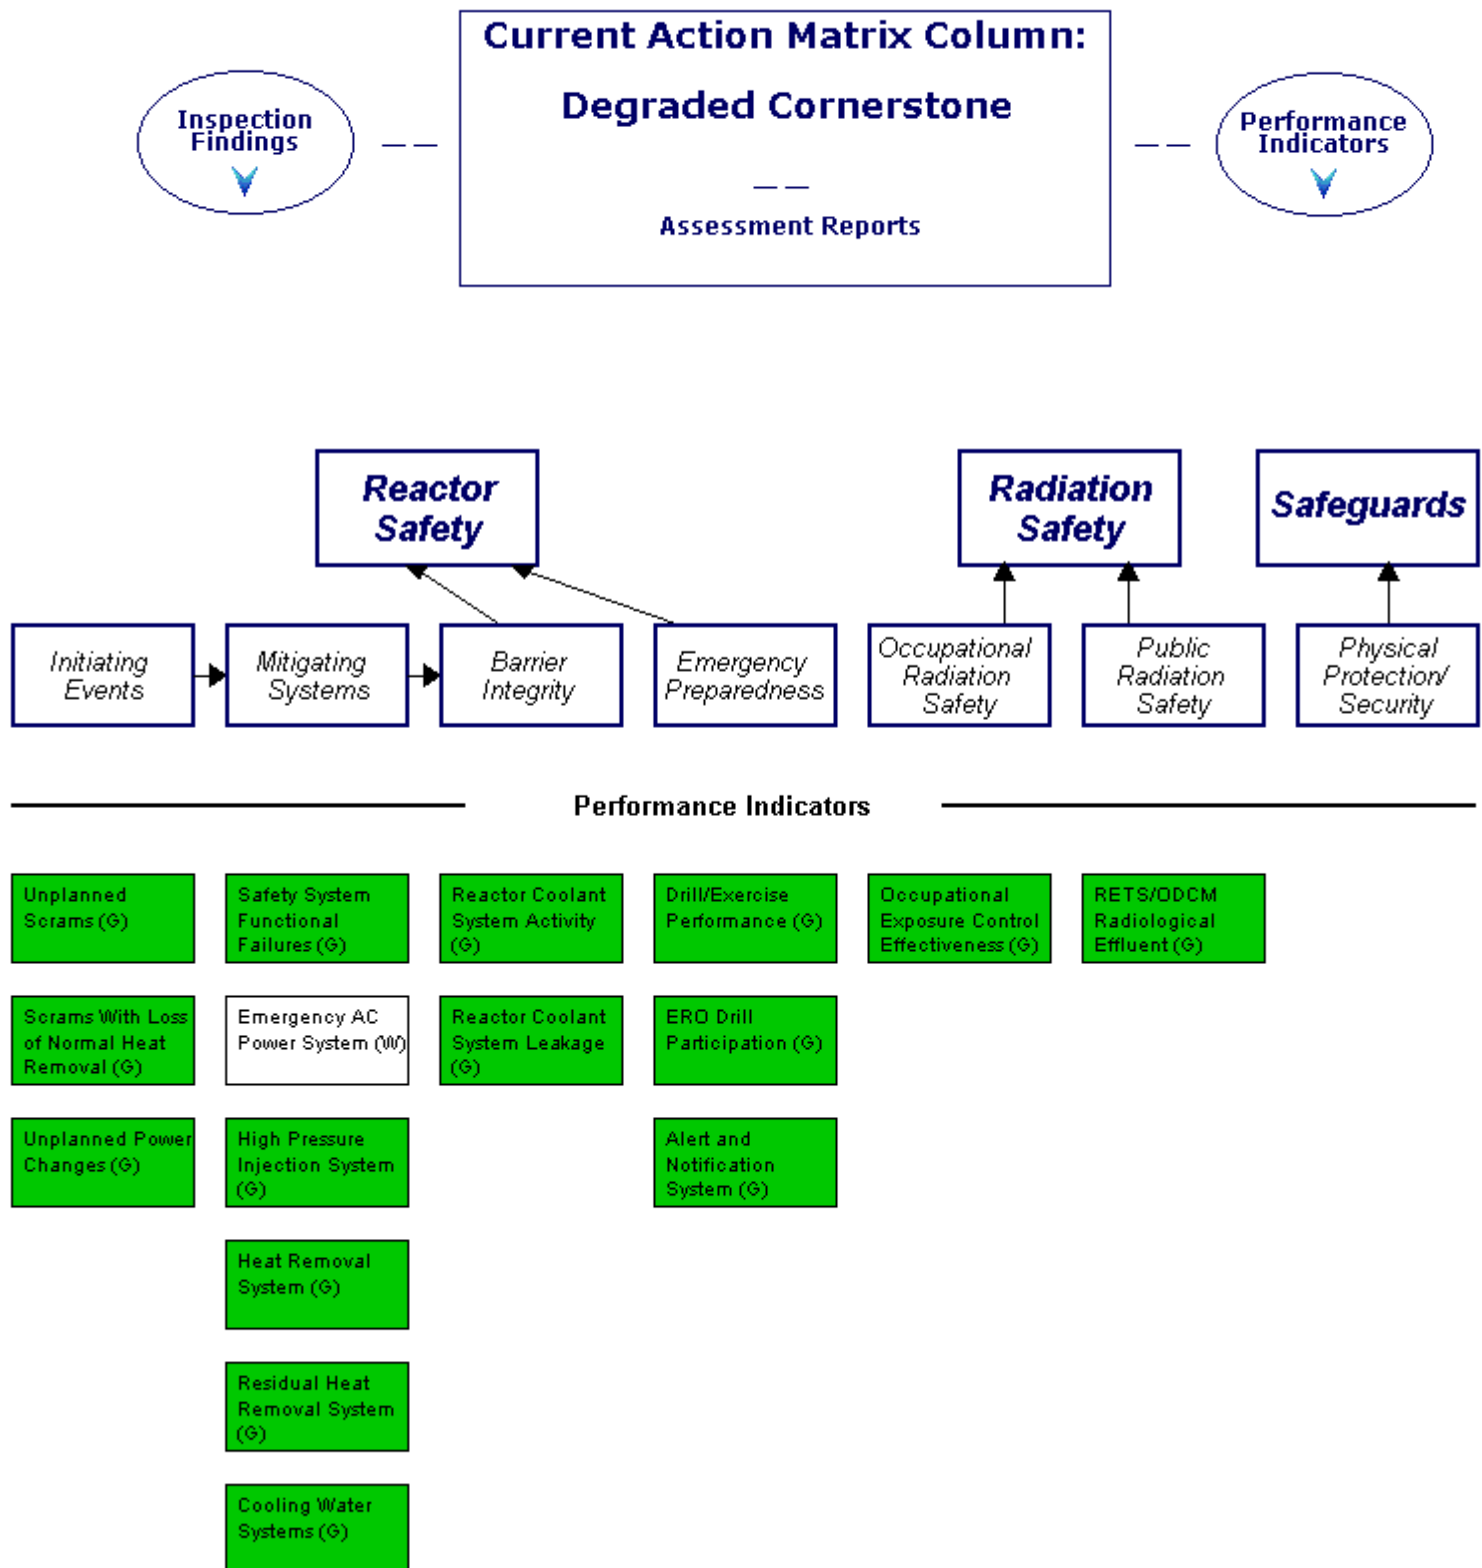 Current Action Matrix Column:
Degraded Cornerstone
Assessment Reports
Inspection
Findings
Performance
Indicators
Reactor
Safety
Radiation
Safety
Safeguards
Initiating
Events
Mitigating
Systems
Barrier
Integrity
Emergency
Preparedness
Occupational
Radiation
Safety
Public
Radiation
Safety
Physical
Protection/
Security
Performance Indicators
Unplanned
Scrams (G)
Safety System
Functional
Failures (G)
Reactor Coolant
System Activity
(G)
Drill/Exercise
Performance (G)
Occupational
Exposure Control
Effectiveness (G)
RETS/ODCM
Radiological
Effluent (G)
Scrams With Loss
of Normal Heat
Removal (G)
Emergency AC
Power System (W)
Reactor Coolant
System Leakage
(G)
ERO Drill
Participation (G)
Unplanned Power
Changes (G)
High Pressure
Injection System
(G)
Alert and
Notification
System (G)
Heat Removal
System (G)
Residual Heat
Removal System
(G)
Cooling Water
Systems (G)